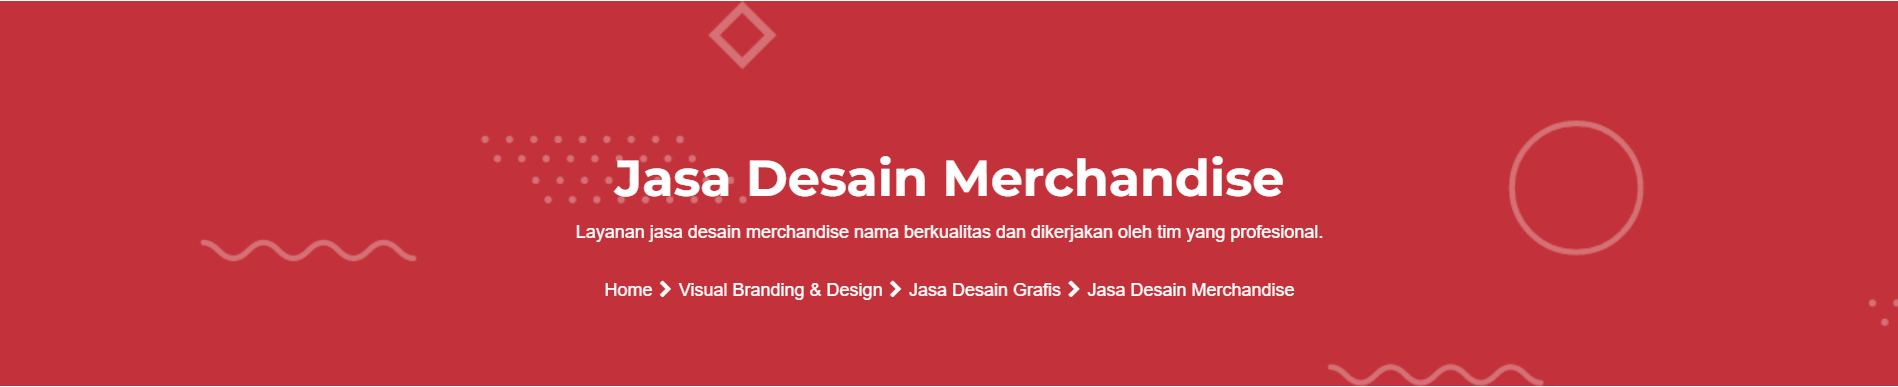 Jasa Desain Merchandise
Layanan jasa desain merchandise nama berkualitas dan dikerjakan oleh tim yang profesional.
Home > Visual Branding & Design > Jasa Desain Grafis > Jasa Desain Merchandise